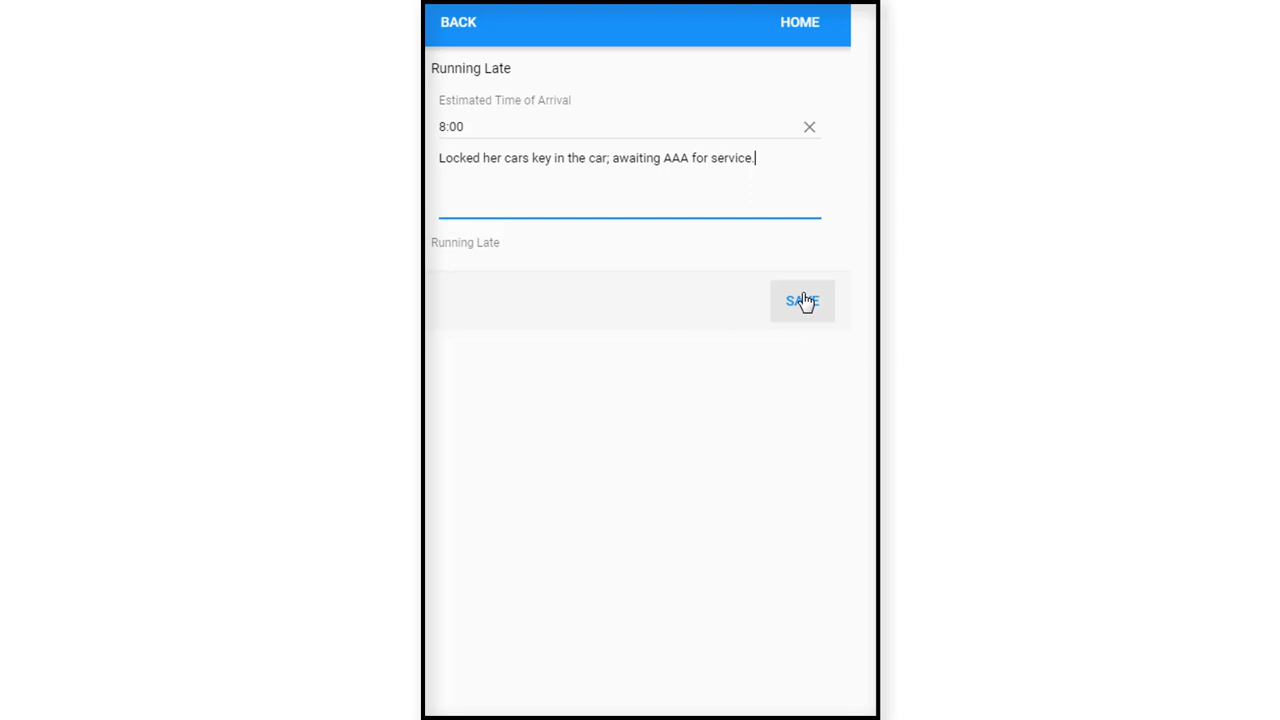 BACK HOME
Running Late
Estimated Time of Arrival
8:00
Locked her cars key in the car; awaiting AAA for service.
Running Late
SAVE